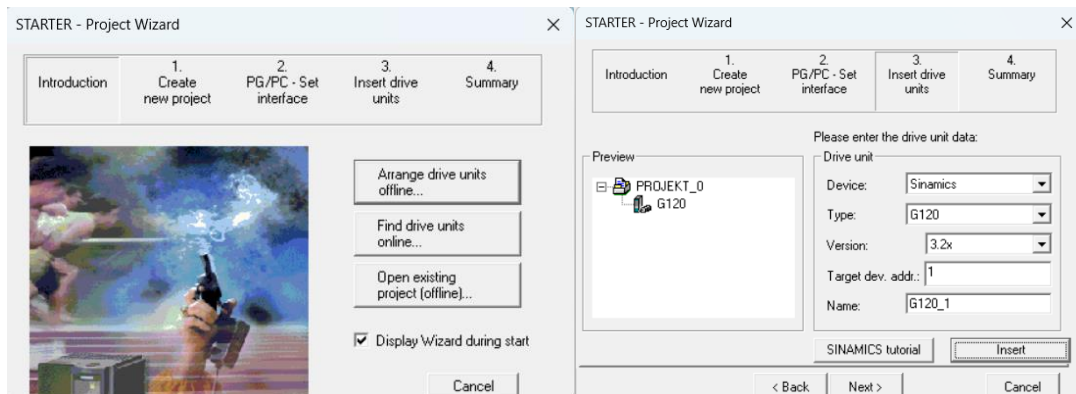 STARTER - Project Wizard
Introduction
1.
Create
new project
2.
PG/PC - Set
interface
3.
Insert drive
units
4.
Summary
Arrange drive units
offline...
Find drive units
online...
Open existing
project (offline)...
Display Wizard during start
Cancel
STARTER - Project Wizard
Introduction
1.
Create
new project
2.
PG/PC - Set
interface
3.
Insert drive
units
4.
Summary
Please enter the drive unit data:
Preview
PROJEKT_0
G120
Drive unit
Device: Sinamics
Type: G120
Version: 3.2x
Target dev. addr.: 1
Name: G120_1
SINAMICS tutorial
Insert
< Back
Next >
Cancel